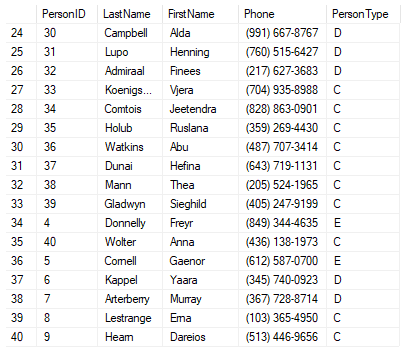 PersonID LastName FirstName Phone PersonType
24 30 Campbell Alda (991) 667-8767 D
25 31 Lupo Henning (760) 515-6427 D
26 32 Admiraal Finees (217) 627-3683 D
27 33 Koenigs... Vjera (704) 935-8988 C
28 34 Comtois Jeetendra (828) 863-0901 C
29 35 Holub Ruslana (359) 269-4430 C
30 36 Watkins Abu (487) 707-3414 C
31 37 Dunai Hefina (643) 719-1131 C
32 38 Mann Thea (205) 524-1965 C
33 39 Gladwyn Sieghild (405) 247-9199 C
34 4 Donnelly Freyr (849) 344-4635 E
35 40 Wolter Anna (436) 138-1973 C
36 5 Cornell Gaenor (612) 587-0700 E
37 6 Kappel Yaara (345) 740-0923 D
38 7 Arterberry Murray (367) 728-8714 D
39 8 Lestrange Erna (103) 365-4950 C
40 9 Hearn Dareios (513) 446-9656 C